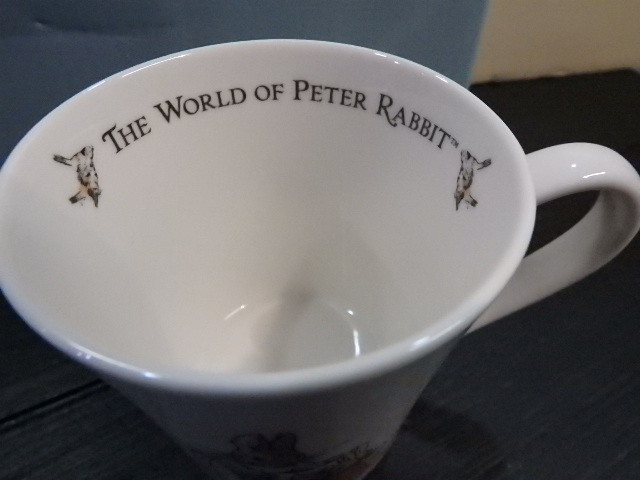 THE WORLD OF PETER RABBIT™